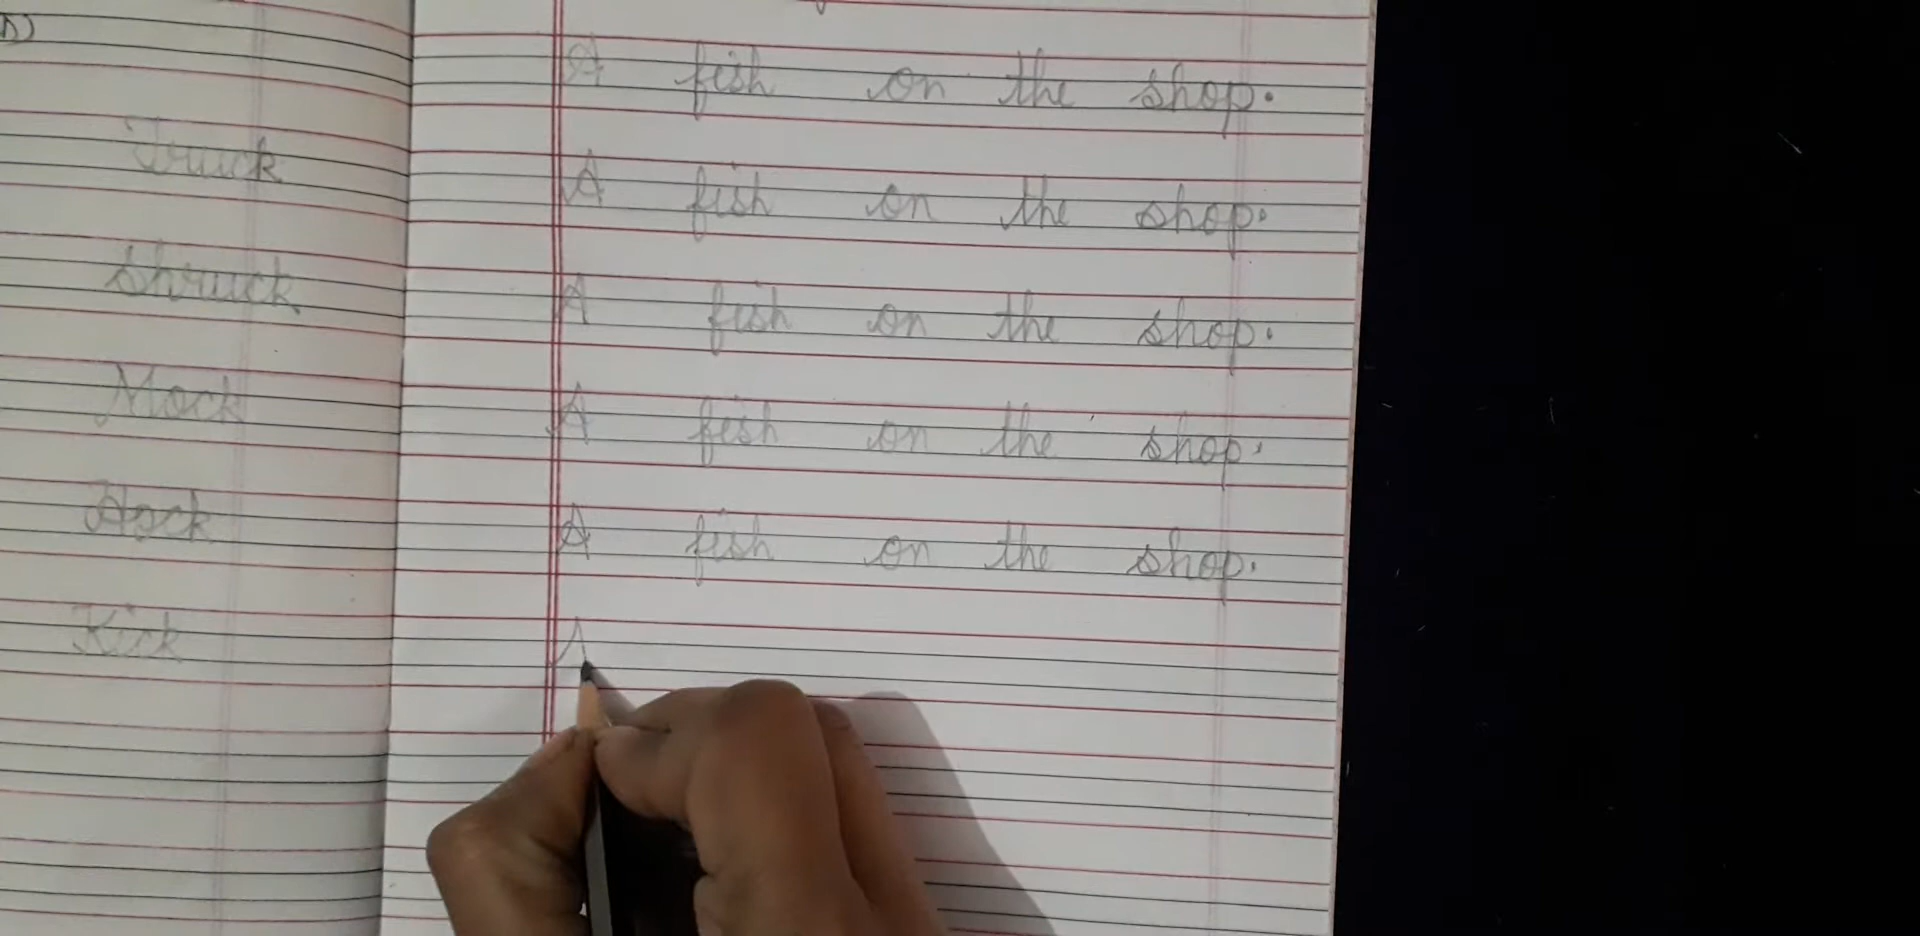 Truck
Shruck
Mock
Hock
Kick
A fish on the shop.
A fish on the shop.
A fish on the shop.
A fish on the shop.
A fish on the shop.
A